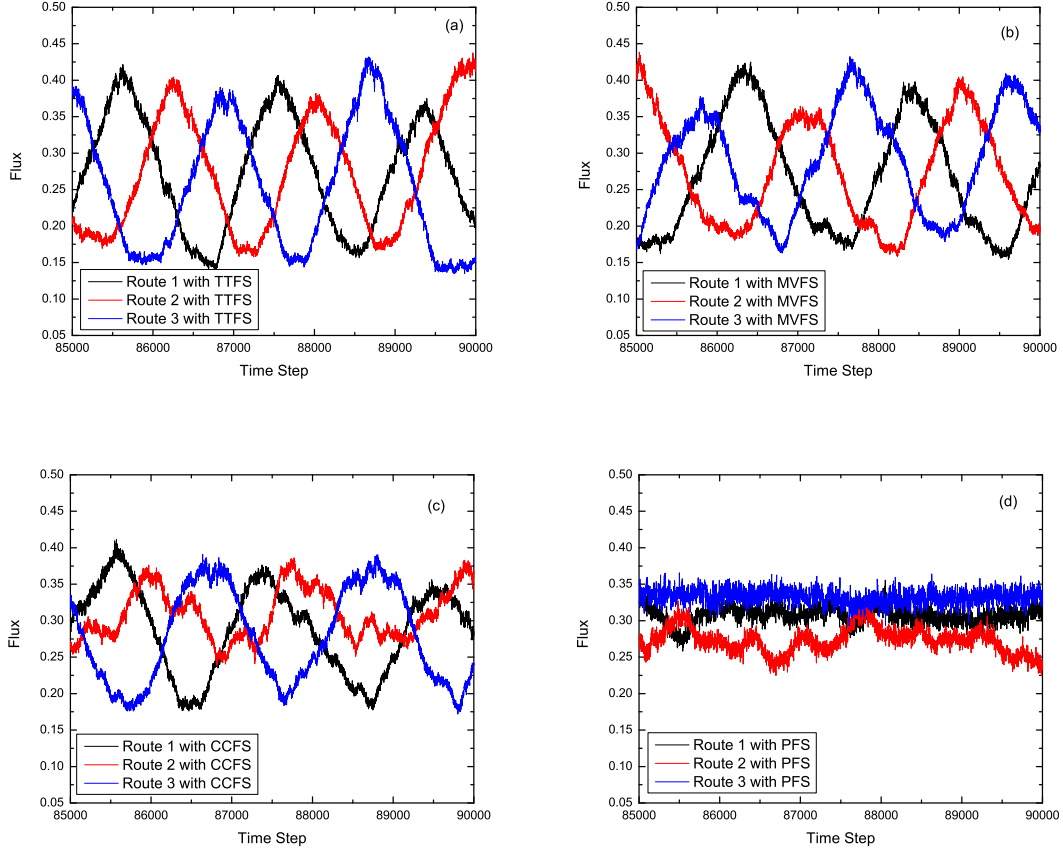 (a)
0.50
0.45
0.40
0.35
0.30
0.25
0.20
0.15
0.10
0.05
Flux
Route 1 with TTFS
Route 2 with TTFS
Route 3 with TTFS
85000 86000 87000 88000 89000 90000
Time Step
(b)
0.50
0.45
0.40
0.35
0.30
0.25
0.20
0.15
0.10
0.05
Flux
Route 1 with MVFS
Route 2 with MVFS
Route 3 with MVFS
85000 86000 87000 88000 89000 90000
Time Step
(c)
0.50
0.40
0.35
0.30
0.25
0.20
0.15
0.05
Flux
Route 1 with CCFS
Route 2 with CCFS
Route 3 with CCFS
85000 86000 87000 88000 89000 90000
Time Step
(d)
0.50
0.40
0.35
0.30
0.25
0.20
0.15
0.05
Flux
Route 1 with PFS
Route 2 with PFS
Route 3 with PFS
85000 86000 87000 88000 89000 90000
Time Step